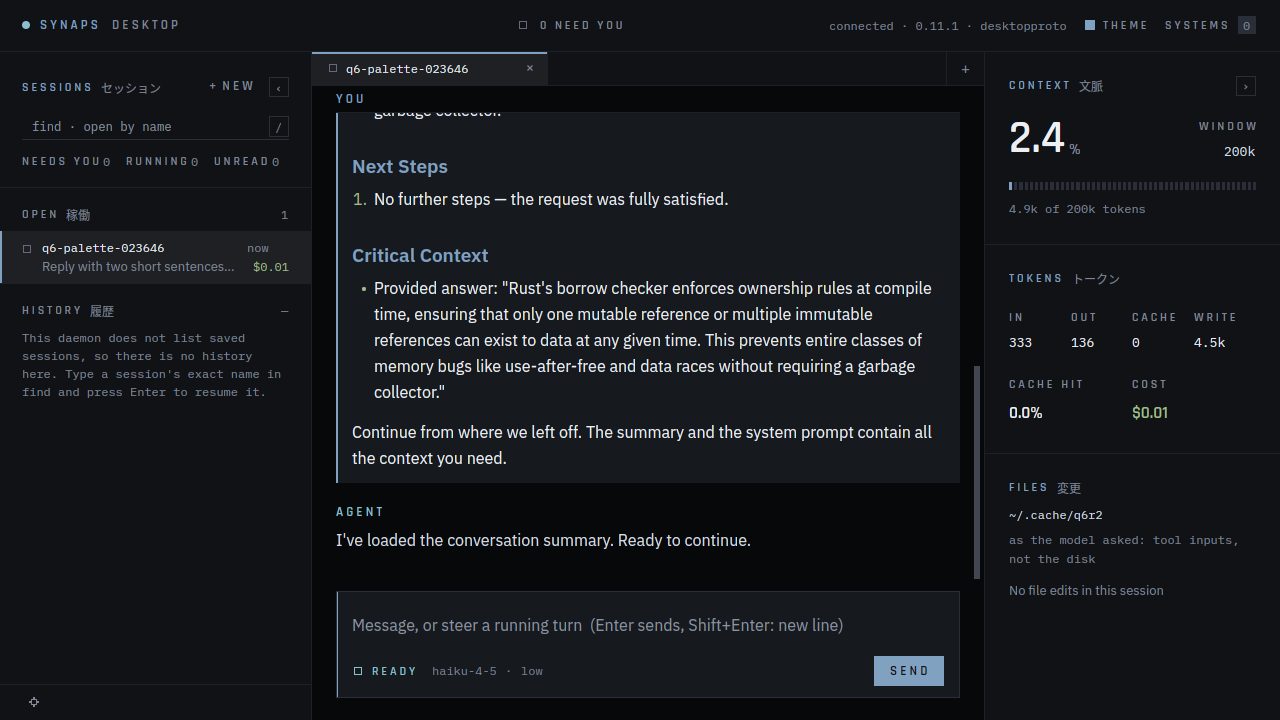 SYNAPS DESKTOP
0 NEED YOU
connected · 0.11.1 · desktopproto
THEME
SYSTEMS 0
SESSIONS セッション
+ NEW
‹
find · open by name
/
NEEDS YOU 0 RUNNING 0 UNREAD 0
OPEN 稼働 1
q6-palette-023646 now
Reply with two short sentences... $0.01
HISTORY 履歴 —
This daemon does not list saved
sessions, so there is no history
here. Type a session's exact name in
find and press Enter to resume it.
q6-palette-023646 ×
+
YOU
garbage collector.
Next Steps
1. No further steps — the request was fully satisfied.
Critical Context
• Provided answer: "Rust's borrow checker enforces ownership rules at compile
time, ensuring that only one mutable reference or multiple immutable
references can exist to data at any given time. This prevents entire classes of
memory bugs like use-after-free and data races without requiring a garbage
collector."
Continue from where we left off. The summary and the system prompt contain all
the context you need.
AGENT
I've loaded the conversation summary. Ready to continue.
Message, or steer a running turn (Enter sends, Shift+Enter: new line)
READY haiku-4-5 · low
SEND
CONTEXT 文脈
›
2.4 %
WINDOW
200k
4.9k of 200k tokens
TOKENS トークン
IN OUT CACHE WRITE
333 136 0 4.5k
CACHE HIT COST
0.0% $0.01
FILES 変更
~/.cache/q6r2
as the model asked: tool inputs,
not the disk
No file edits in this session